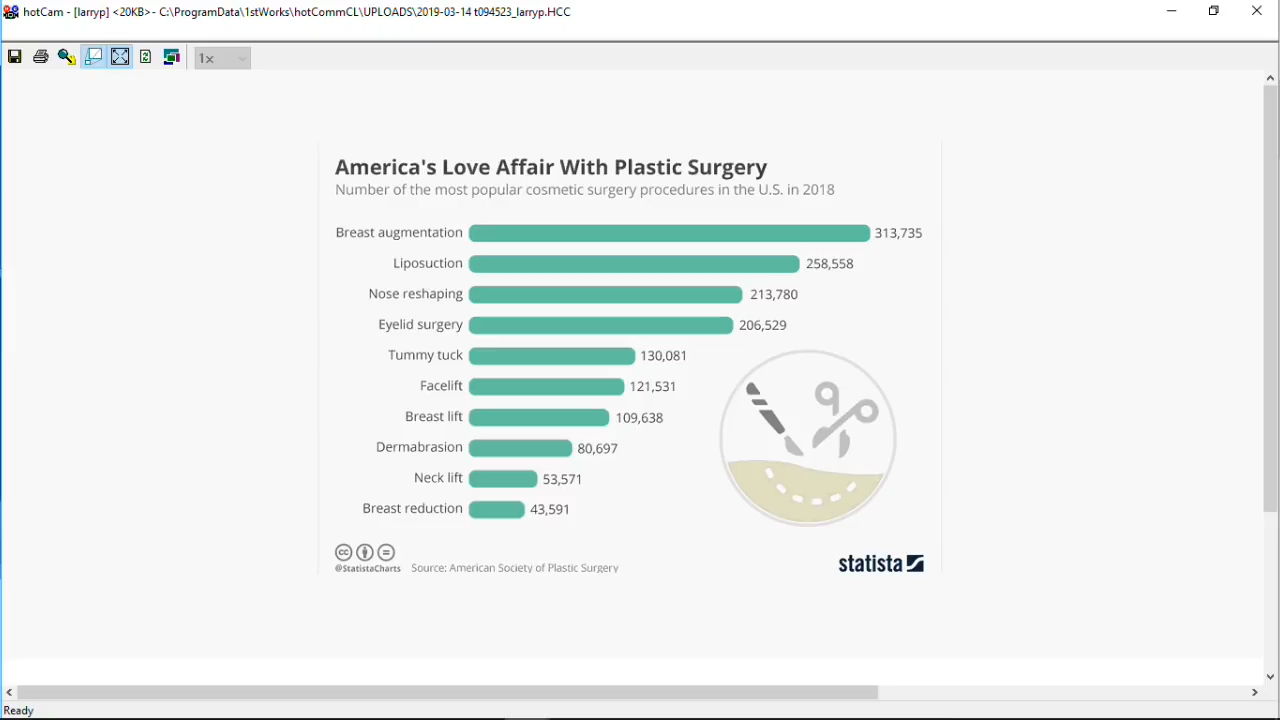 hotCam - [larryp] <20KB>- C:\ProgramData\1stWorks\hotCommCL\UPLOADS\2019-03-14 t094523_larryp.HCC
1x
America's Love Affair With Plastic Surgery
Number of the most popular cosmetic surgery procedures in the U.S. in 2018
Breast augmentation 313,735
Liposuction 258,558
Nose reshaping 213,780
Eyelid surgery 206,529
Tummy tuck 130,081
Facelift 121,531
Breast lift 109,638
Dermabrasion 80,697
Neck lift 53,571
Breast reduction 43,591
cc
@StatistaCharts Source: American Society of Plastic Surgery
statista
Ready